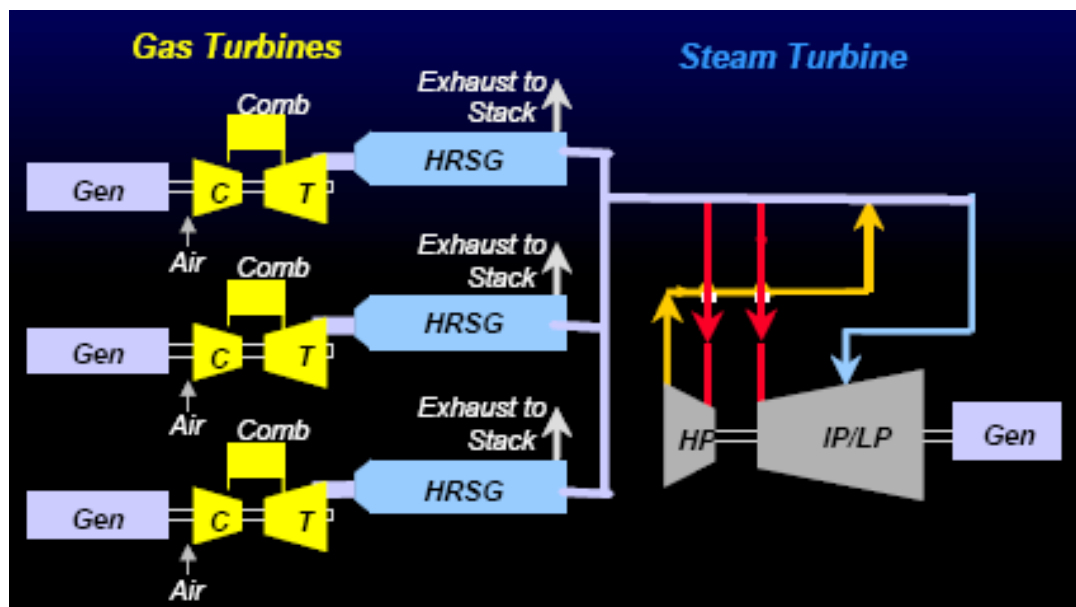 Gas Turbines
Steam Turbine
Exhaust to
Stack
Comb
HRSG
Gen
C
T
Air
Exhaust to
Stack
Comb
HRSG
Gen
C
T
Air
Exhaust to
Stack
Comb
HRSG
Gen
C
T
Air
HP
IP/LP
Gen